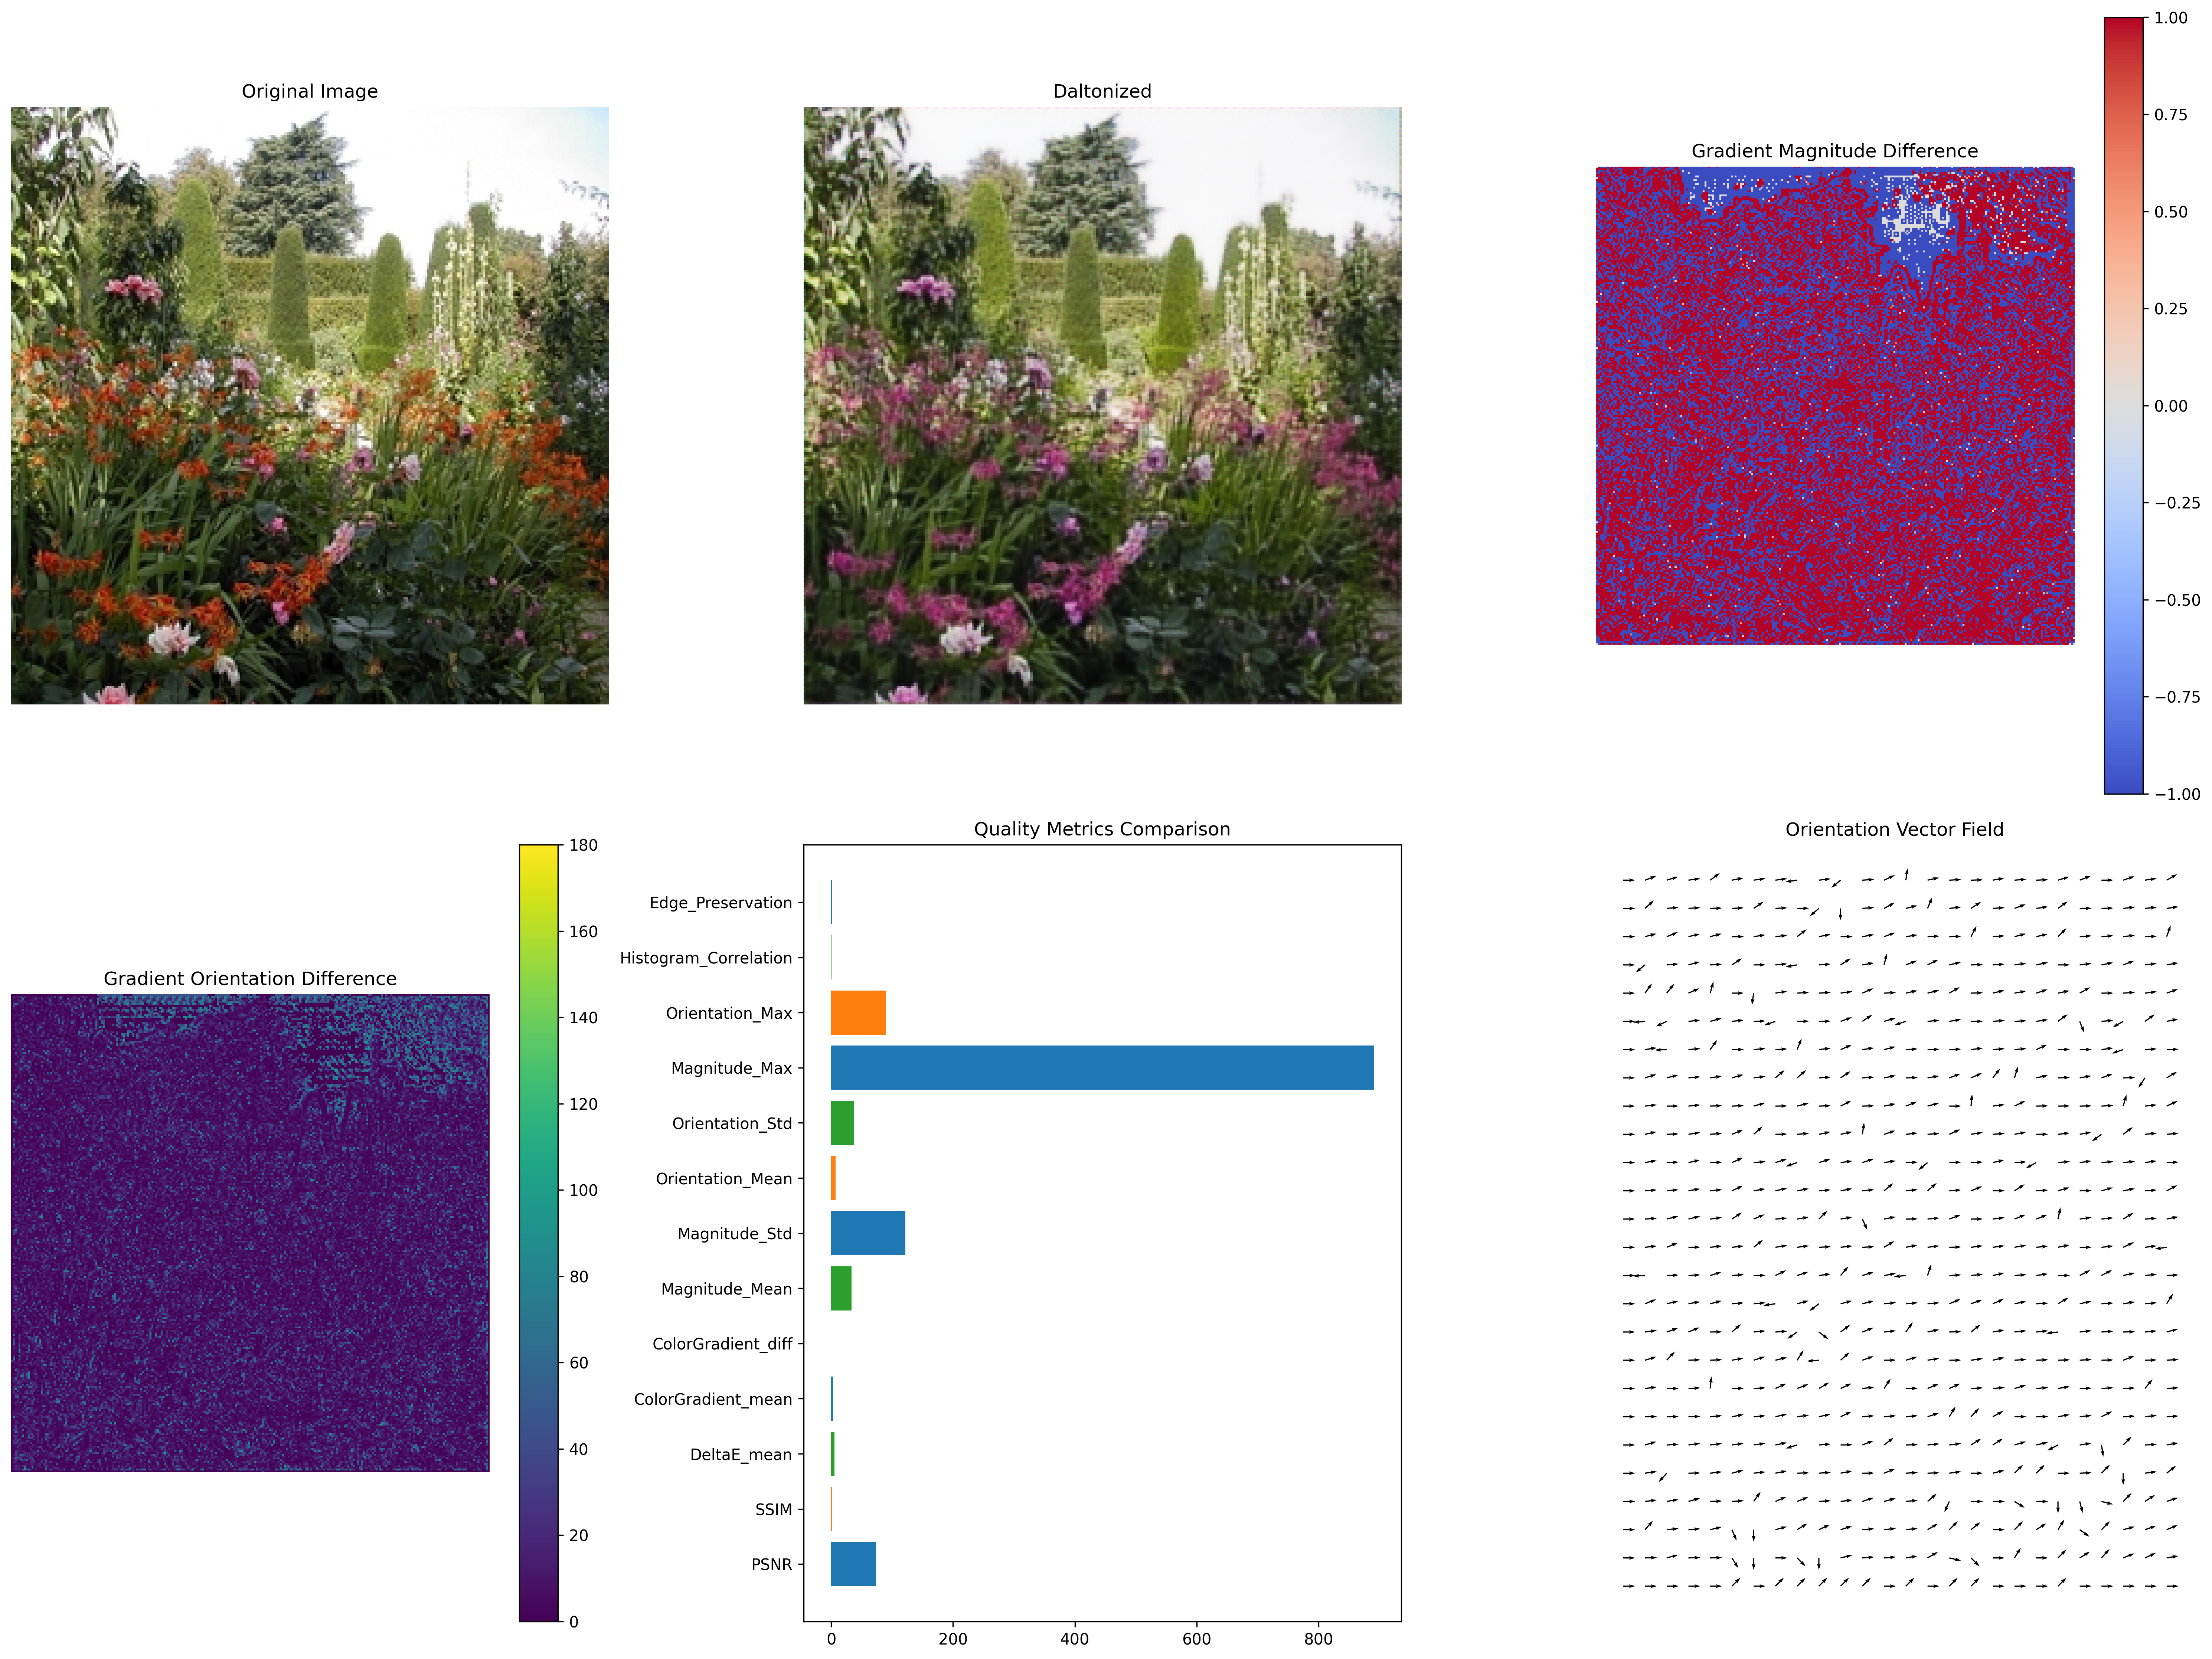 Original Image
Daltonized
Gradient Magnitude Difference
1.00
0.75
0.50
0.25
0.00
−0.25
−0.50
−0.75
−1.00
Gradient Orientation Difference
180
160
140
120
100
80
60
40
20
0
Quality Metrics Comparison
Edge_Preservation
Histogram_Correlation
Orientation_Max
Magnitude_Max
Orientation_Std
Orientation_Mean
Magnitude_Std
Magnitude_Mean
ColorGradient_diff
ColorGradient_mean
DeltaE_mean
SSIM
PSNR
0 200 400 600 800
Orientation Vector Field